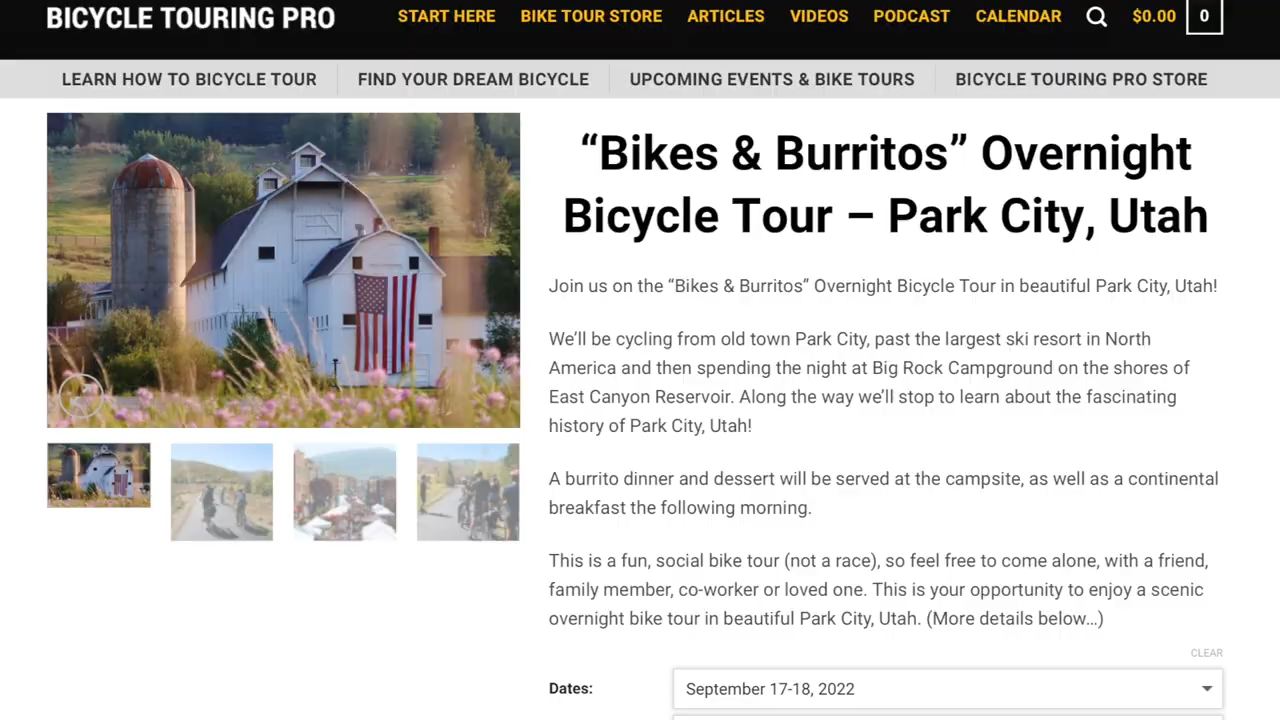 BICYCLE TOURING PRO
START HERE BIKE TOUR STORE ARTICLES VIDEOS PODCAST CALENDAR $0.00 0
LEARN HOW TO BICYCLE TOUR FIND YOUR DREAM BICYCLE UPCOMING EVENTS & BIKE TOURS BICYCLE TOURING PRO STORE
“Bikes & Burritos” Overnight
Bicycle Tour – Park City, Utah
Join us on the “Bikes & Burritos” Overnight Bicycle Tour in beautiful Park City, Utah!
We’ll be cycling from old town Park City, past the largest ski resort in North
America and then spending the night at Big Rock Campground on the shores of
East Canyon Reservoir. Along the way we’ll stop to learn about the fascinating
history of Park City, Utah!
A burrito dinner and dessert will be served at the campsite, as well as a continental
breakfast the following morning.
This is a fun, social bike tour (not a race), so feel free to come alone, with a friend,
family member, co-worker or loved one. This is your opportunity to enjoy a scenic
overnight bike tour in beautiful Park City, Utah. (More details below…)
CLEAR
Dates: September 17-18, 2022